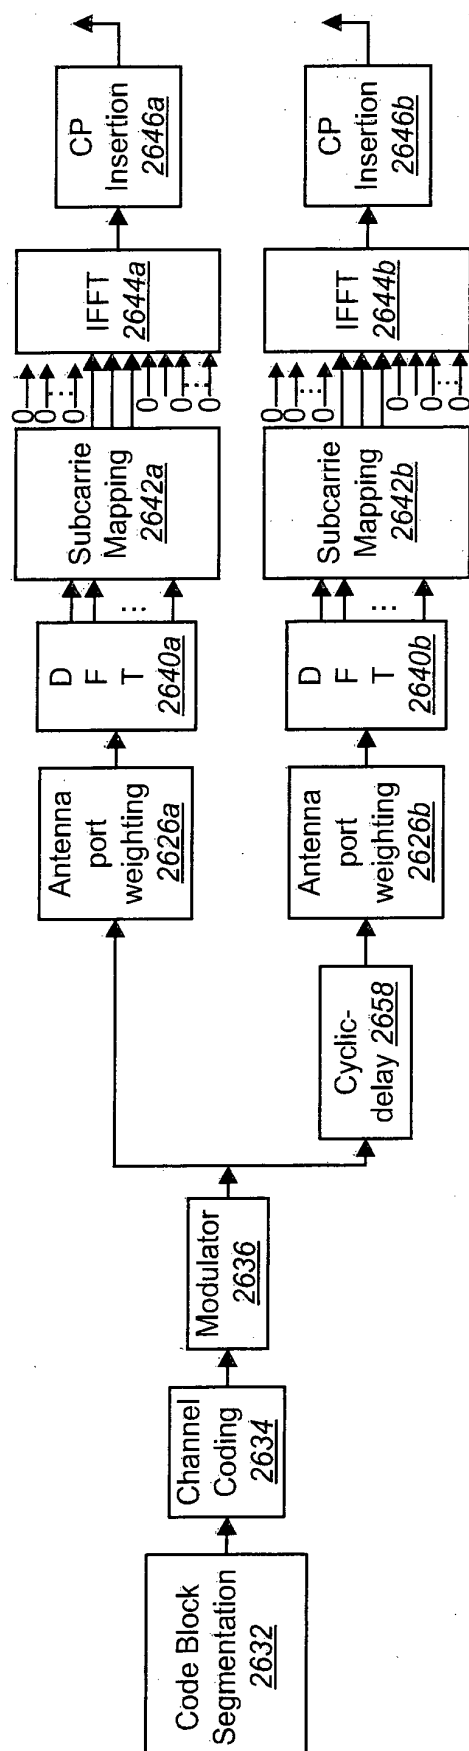 Code Block
Segmentation
2632
Channel
Coding
2634
Modulator
2636
Antenna
port
weighting
2626a
D
F
T
2640a
Subcarrie
Mapping
2642a
0
0
...
0
0
0
...
0
IFFT
2644a
CP
Insertion
2646a
Cyclic-
delay 2658
Antenna
port
weighting
2626b
D
F
T
2640b
Subcarrie
Mapping
2642b
0
0
...
0
0
0
...
0
IFFT
2644b
CP
Insertion
2646b